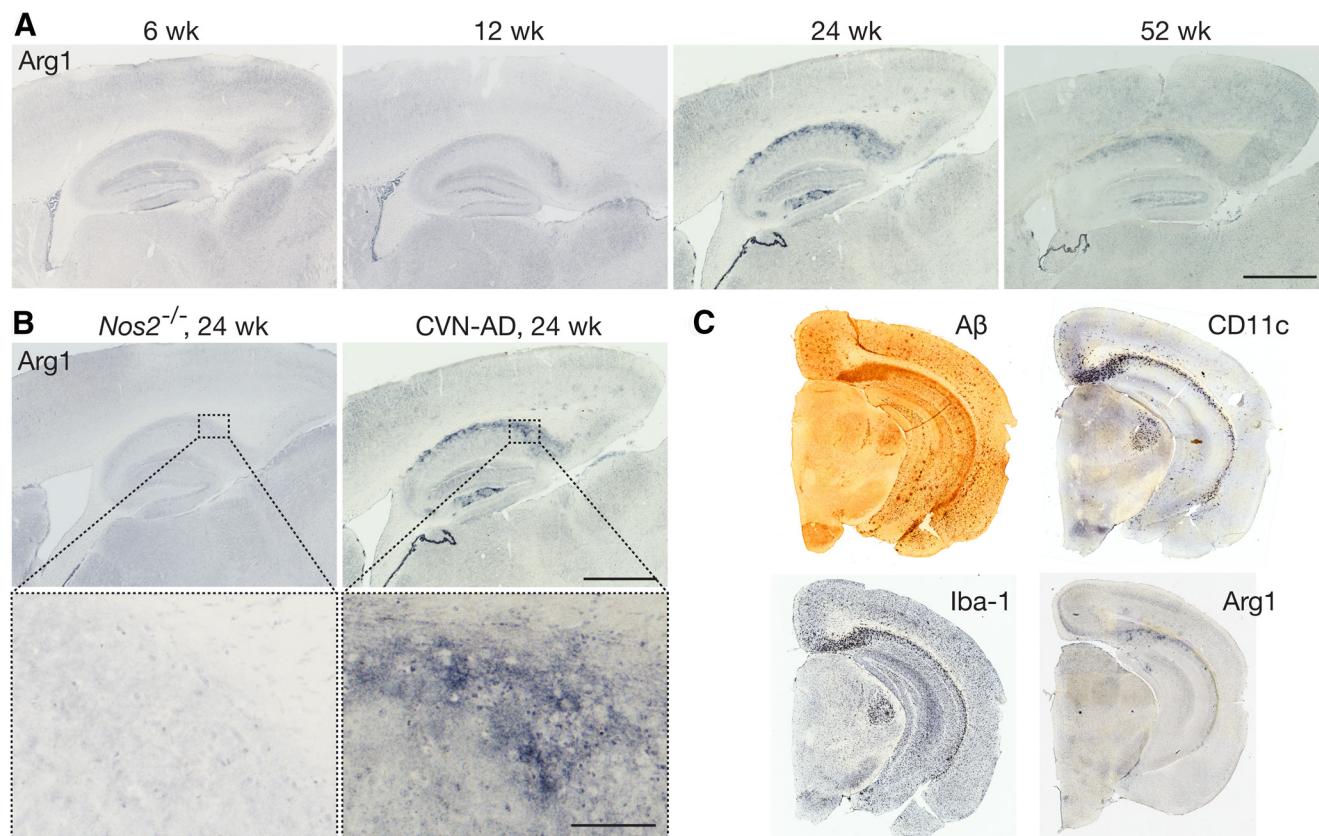 A
6 wk
12 wk
24 wk
52 wk
Arg1
B
Nos2-/-, 24 wk
CVN-AD, 24 wk
Arg1
C
Aβ
CD11c
Iba-1
Arg1